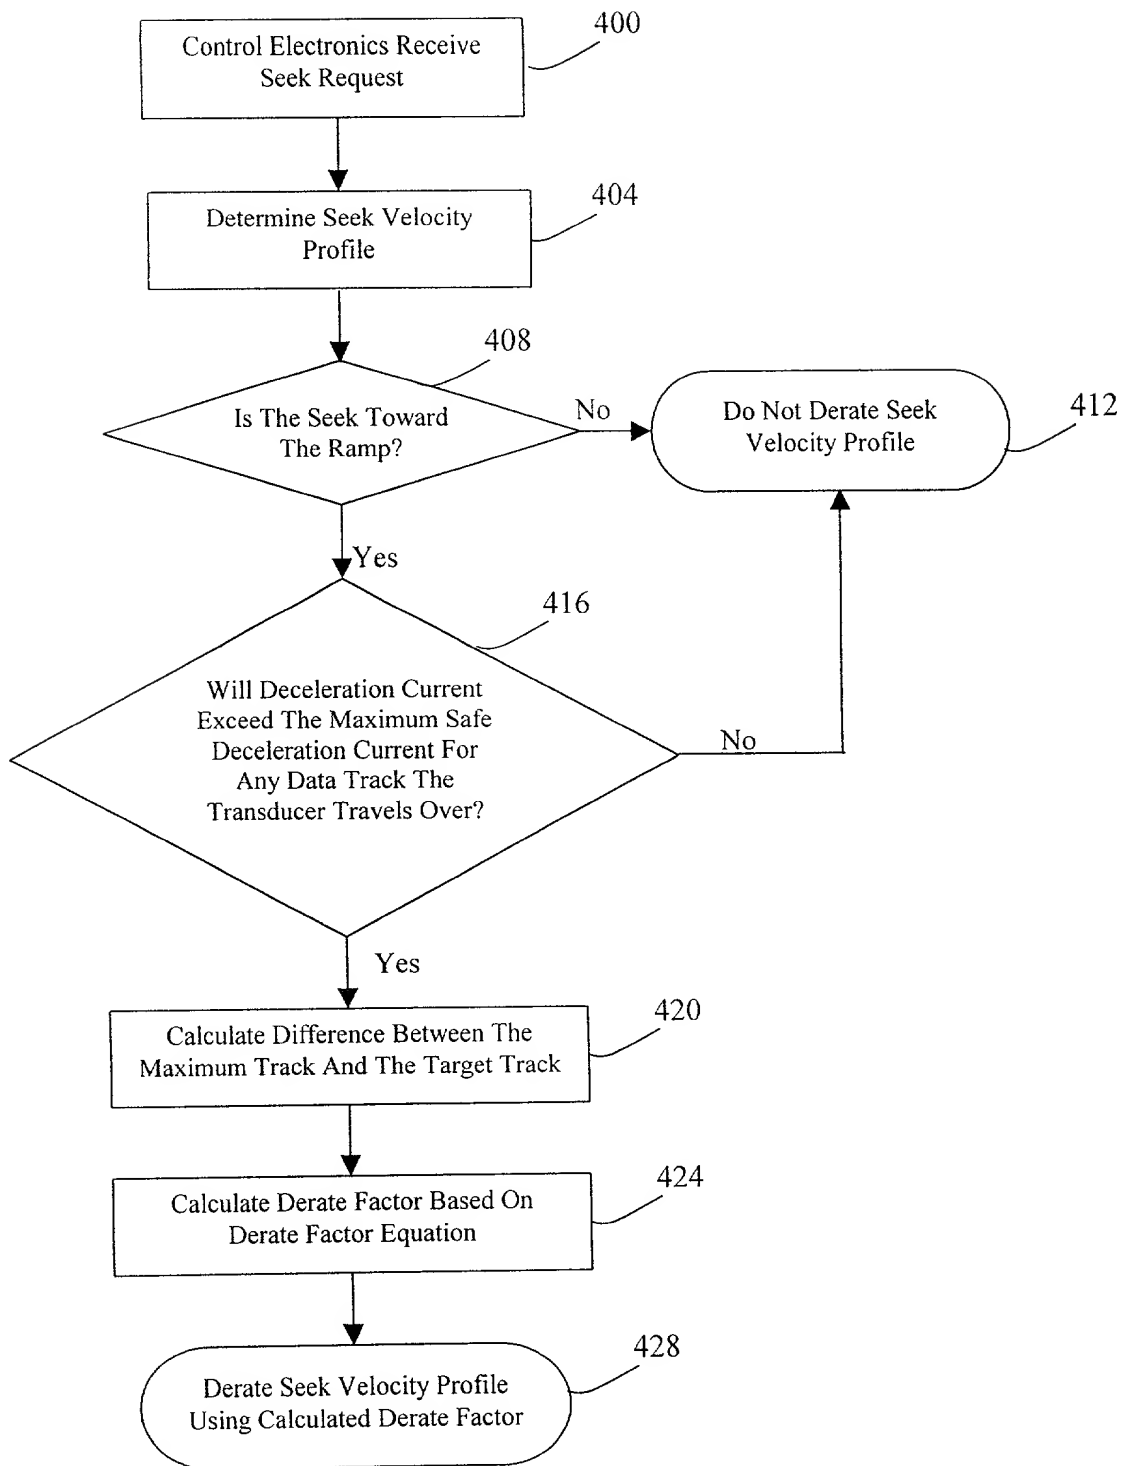 400
Control Electronics Receive
Seek Request
404
Determine Seek Velocity
Profile
408
Is The Seek Toward
The Ramp?
No
Do Not Derate Seek
Velocity Profile
412
Yes
416
Will Deceleration Current
Exceed The Maximum Safe
Deceleration Current For
Any Data Track The
Transducer Travels Over?
No
Yes
420
Calculate Difference Between The
Maximum Track And The Target Track
424
Calculate Derate Factor Based On
Derate Factor Equation
428
Derate Seek Velocity Profile
Using Calculated Derate Factor